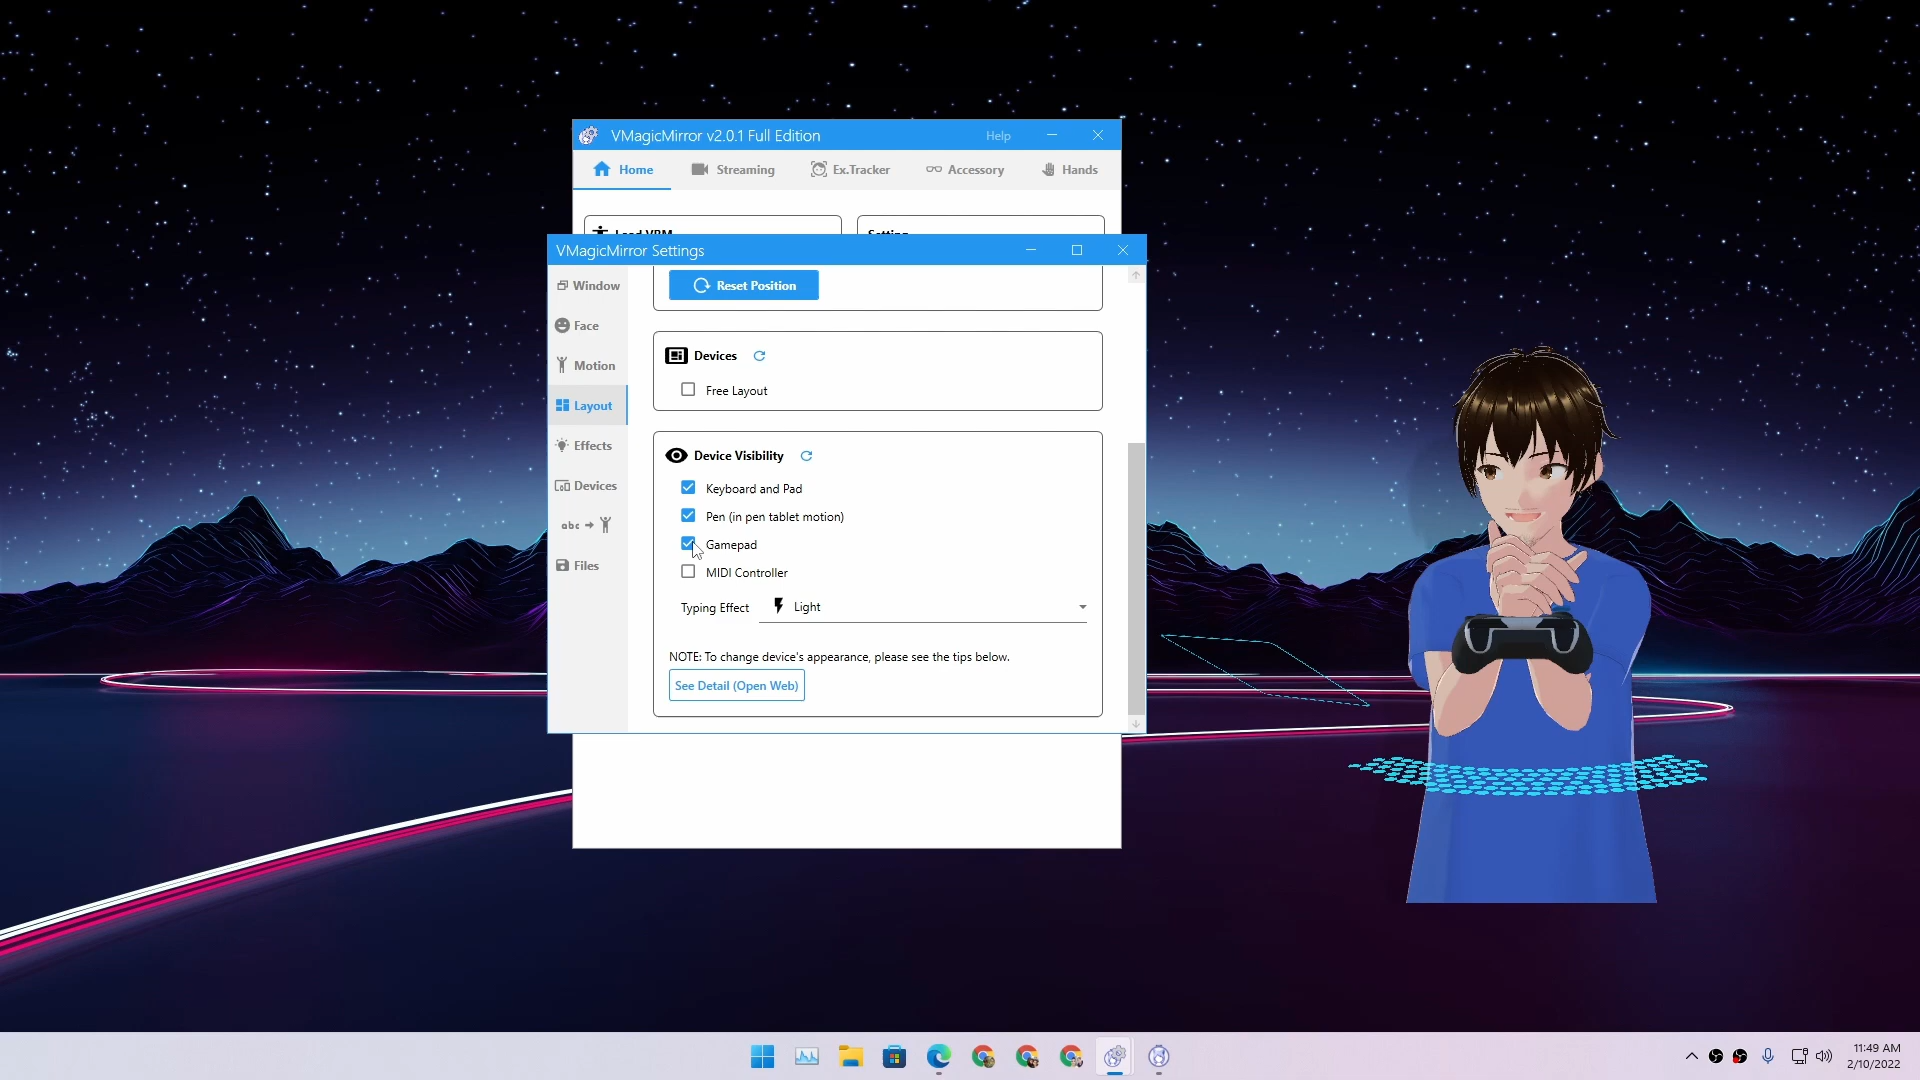 VMagicMirror v2.0.1 Full Edition
Help
Home
Streaming
Ex.Tracker
Accessory
Hands
Load VRM
Setting
VMagicMirror Settings
Window
Face
Motion
Layout
Effects
Devices
abc
Files
Reset Position
Devices
Free Layout
Device Visibility
Keyboard and Pad
Pen (in pen tablet motion)
Gamepad
MIDI Controller
Typing Effect
Light
NOTE: To change device's appearance, please see the tips below.
See Detail (Open Web)
11:49 AM
2/10/2022